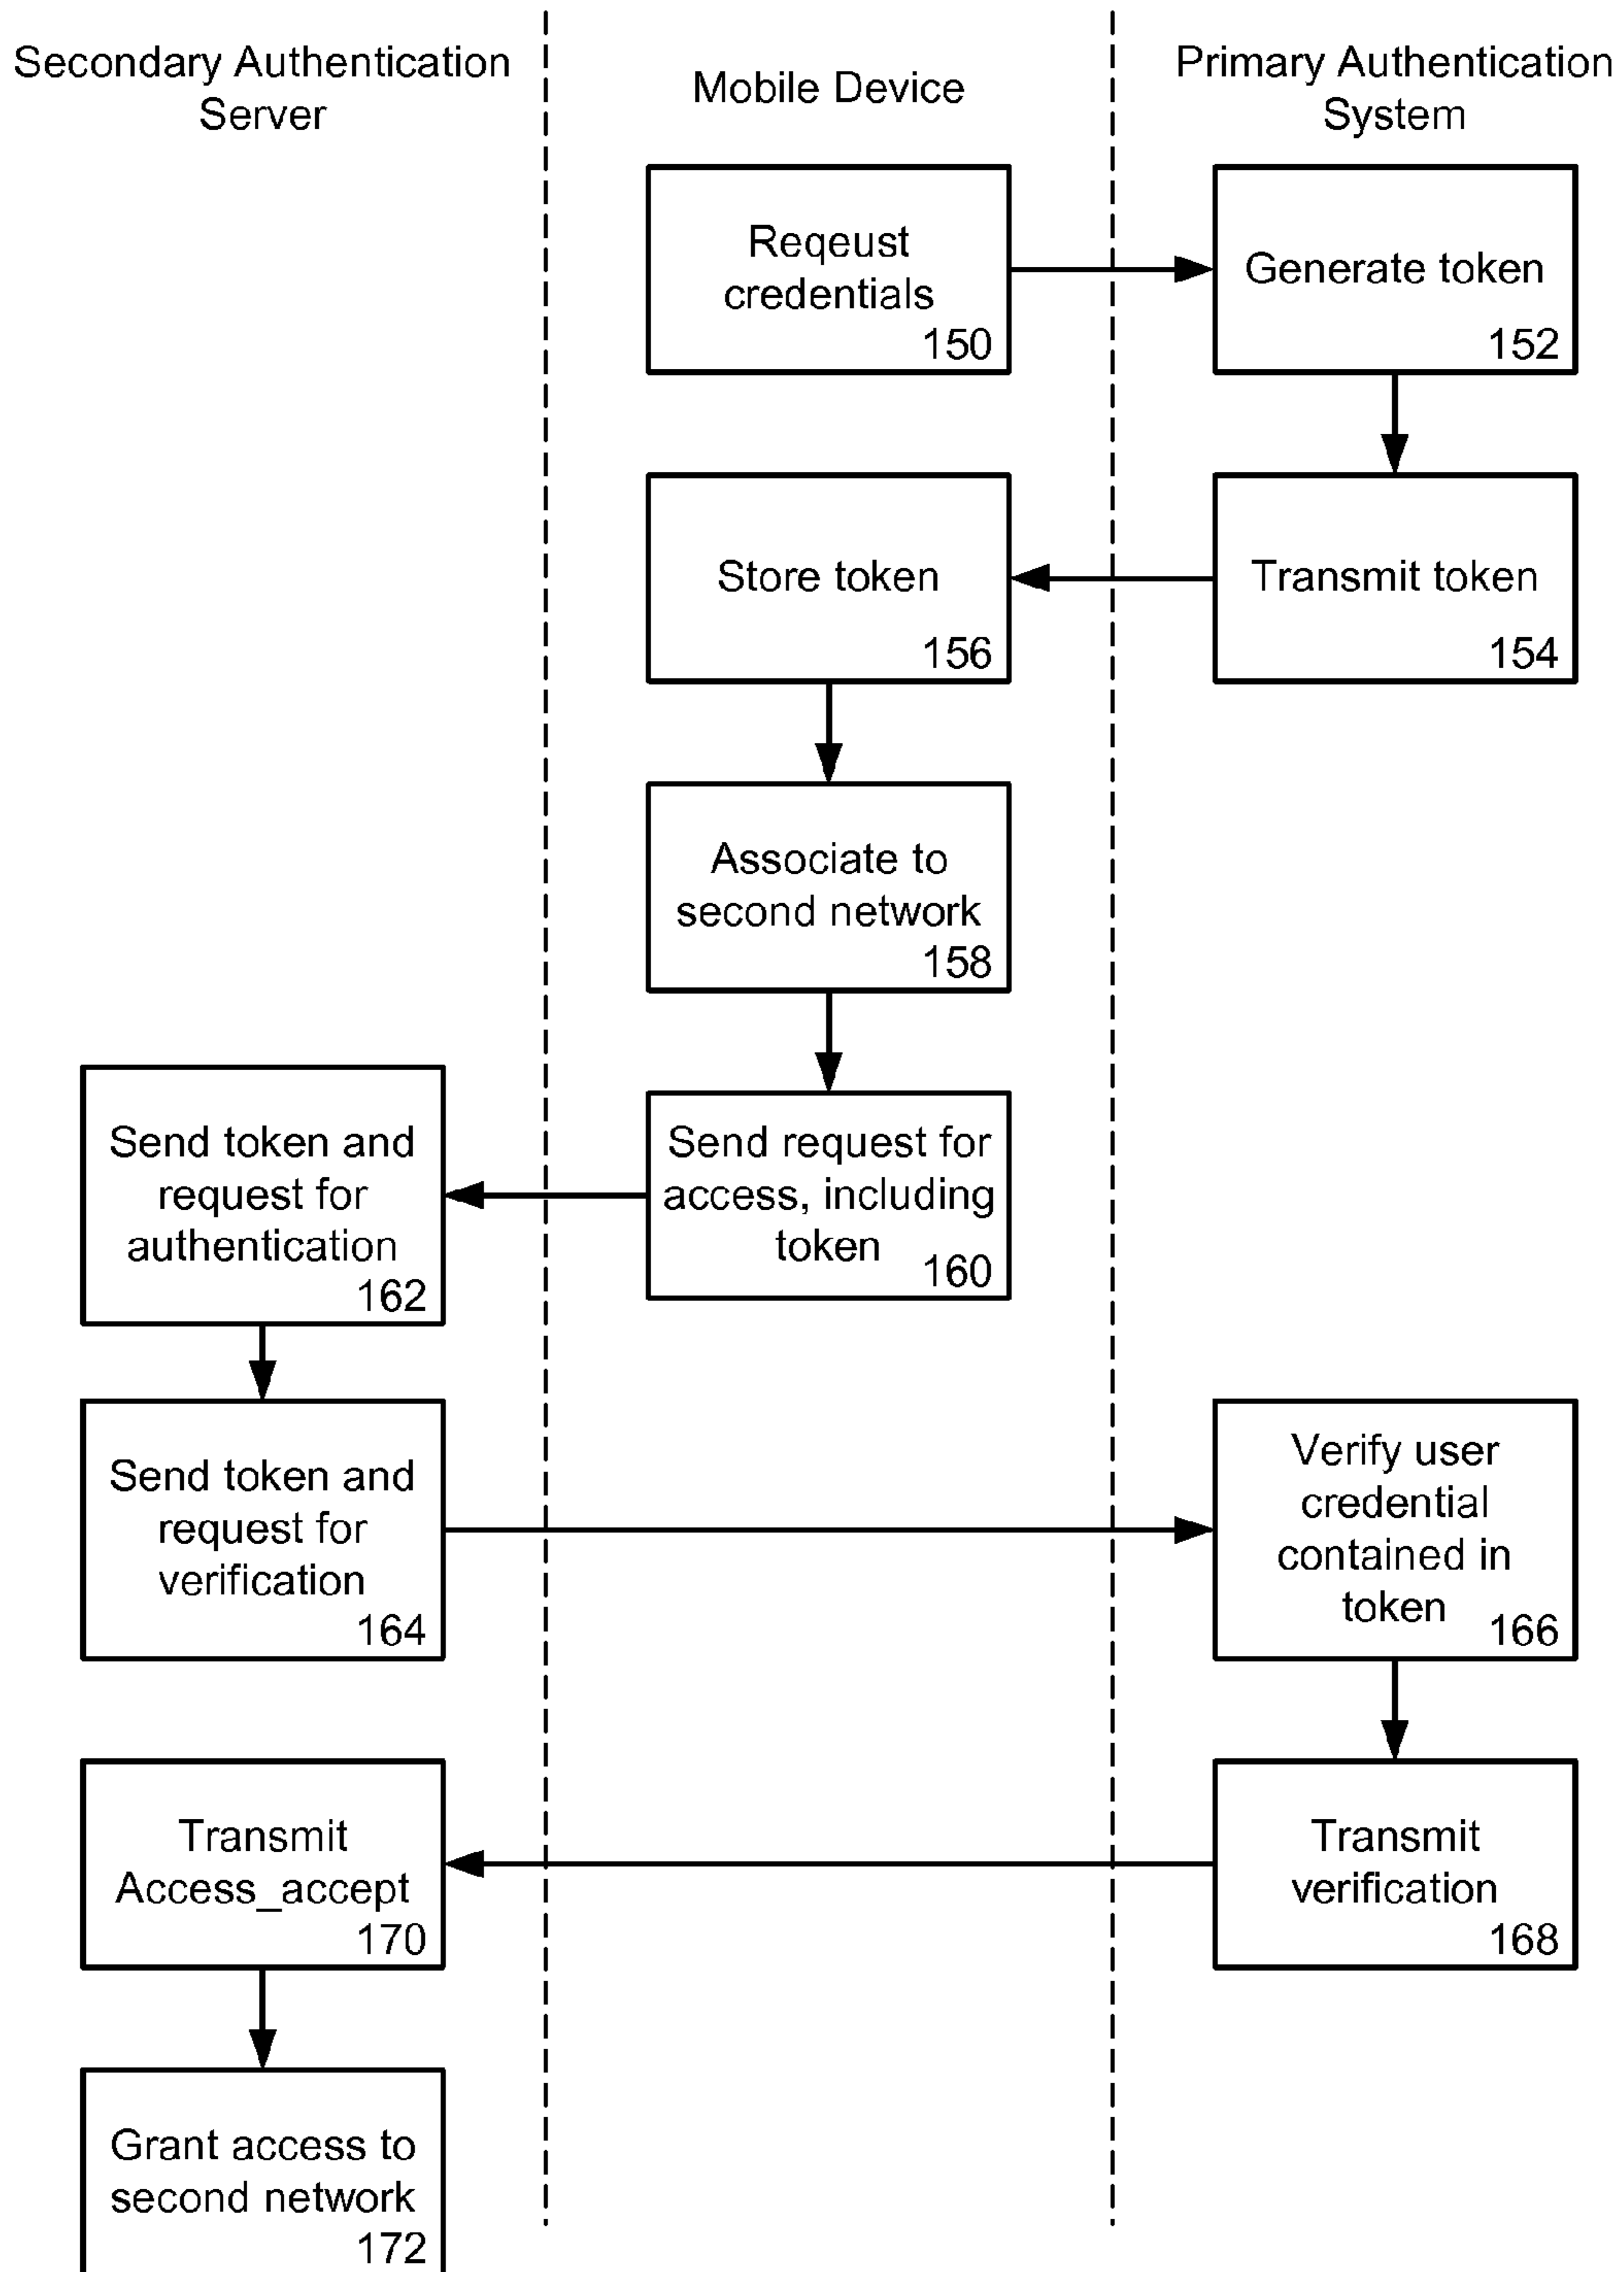 Secondary Authentication
Server
Mobile Device
Primary Authentication
System
Reqeust
credentials
150
Generate token
152
Store token
156
Transmit token
154
Associate to
second network
158
Send token and
request for
authentication
162
Send request for
access, including
token
160
Send token and
request for
verification
164
Verify user
credential
contained in
token
166
Transmit
Access_accept
170
Transmit
verification
168
Grant access to
second network
172